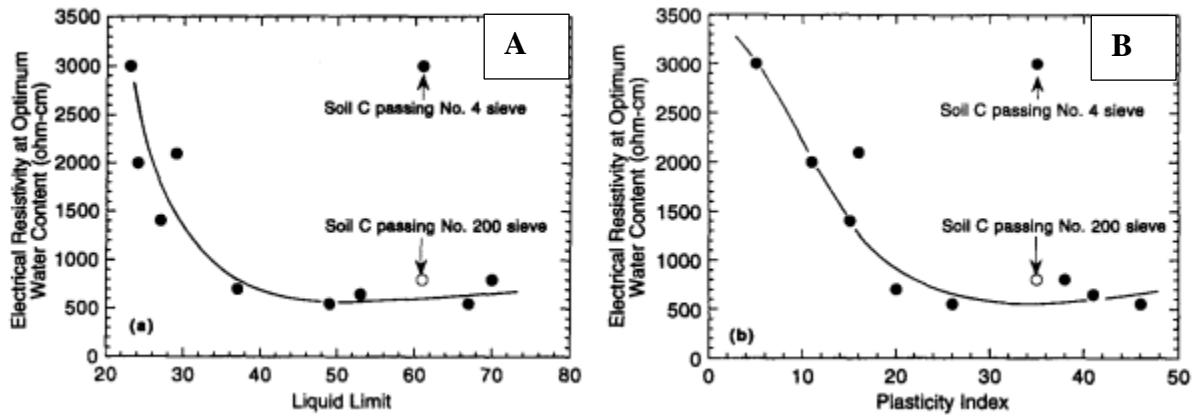 A
Electrical Resistivity at Optimum
Water Content (ohm-cm)
3500
3000
2500
2000
1500
1000
500
0
Soil C passing No. 4 sieve
Soil C passing No. 200 sieve
(a)
20 30 40 50 60 70 80
Liquid Limit
B
Electrical Resistivity at Optimum
Water Content (ohm-cm)
3500
3000
2500
2000
1500
1000
500
0
Soil C passing No. 4 sieve
Soil C passing No. 200 sieve
(b)
0 10 20 30 40 50
Plasticity Index